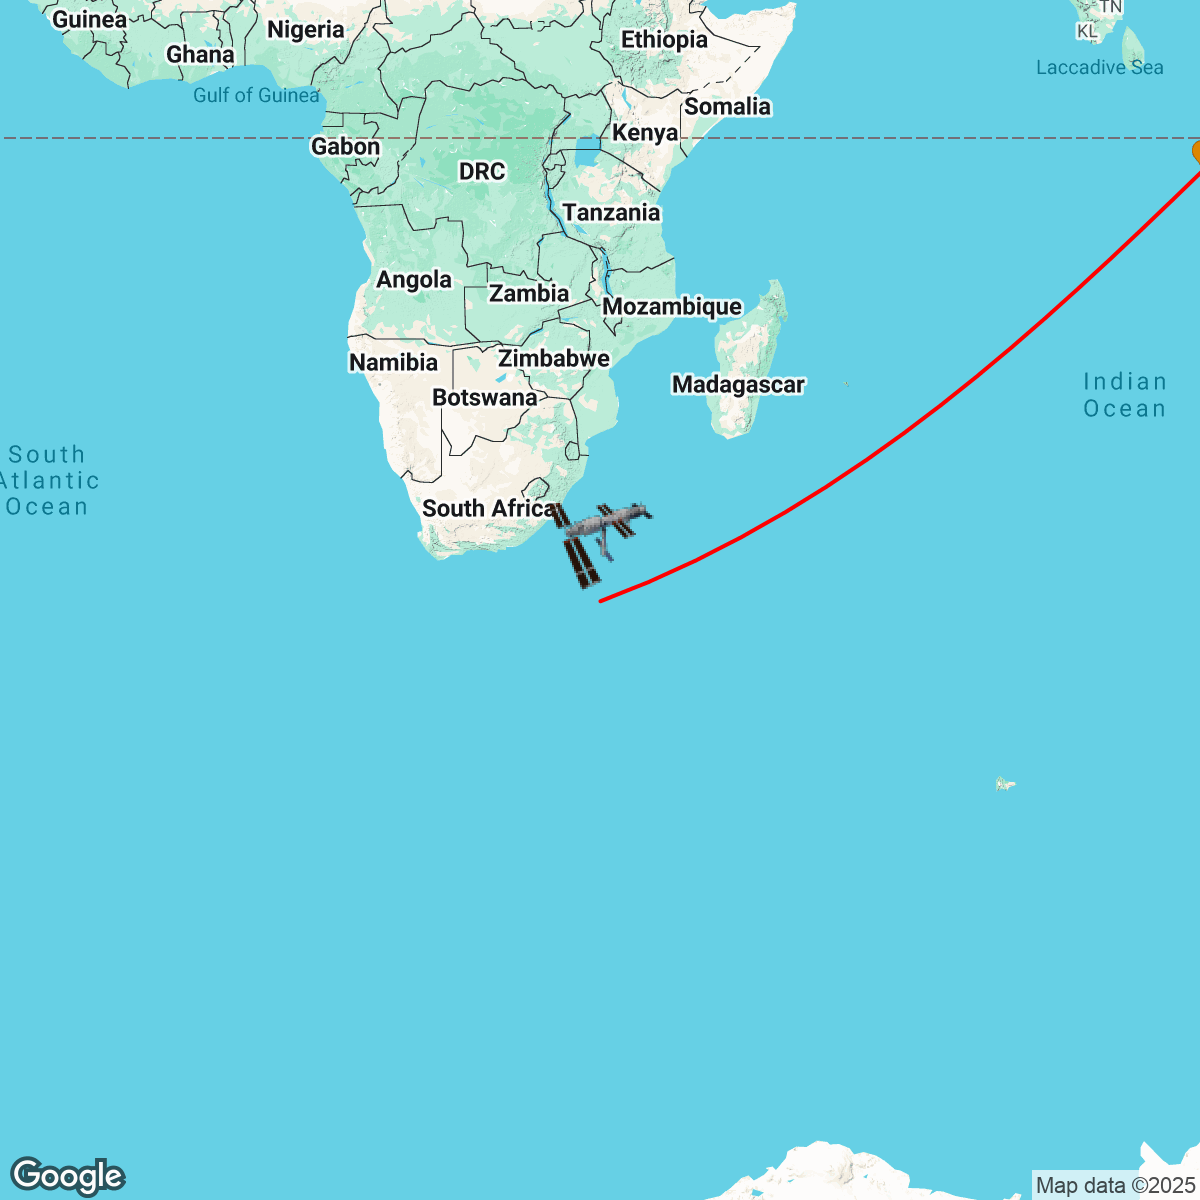 Guinea
Nigeria
Ghana
Gulf of Guinea
Ethiopia
Somalia
TN
KL
Laccadive Sea
Gabon
Kenya
DRC
Tanzania
Angola
Zambia
Mozambique
Namibia
Zimbabwe
Botswana
Madagascar
Indian
Ocean
South
Atlantic
Ocean
South Africa
Google
Map data ©2025